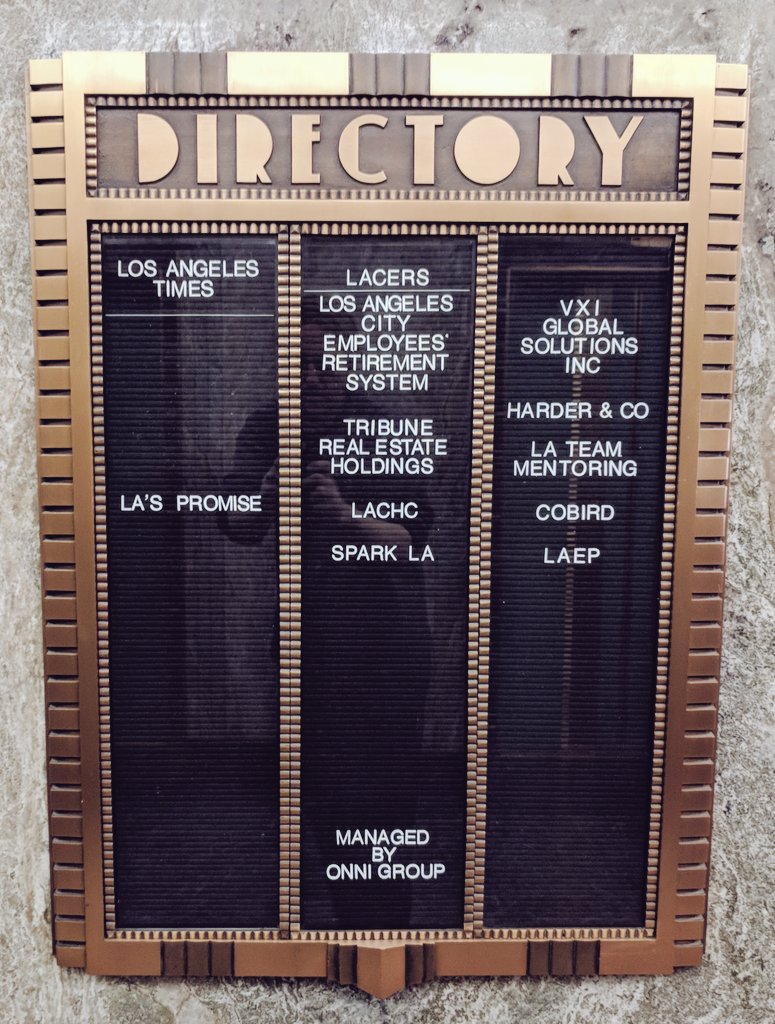 DIRECTORY
LOS ANGELES
TIMES
LA'S PROMISE
LACERS
LOS ANGELES
CITY
EMPLOYEES'
RETIREMENT
SYSTEM
TRIBUNE
REAL ESTATE
HOLDINGS
LACHC
SPARK LA
MANAGED
BY
ONNI GROUP
VXI
GLOBAL
SOLUTIONS
INC
HARDER & CO
LA TEAM
MENTORING
COBIRD
LAEP